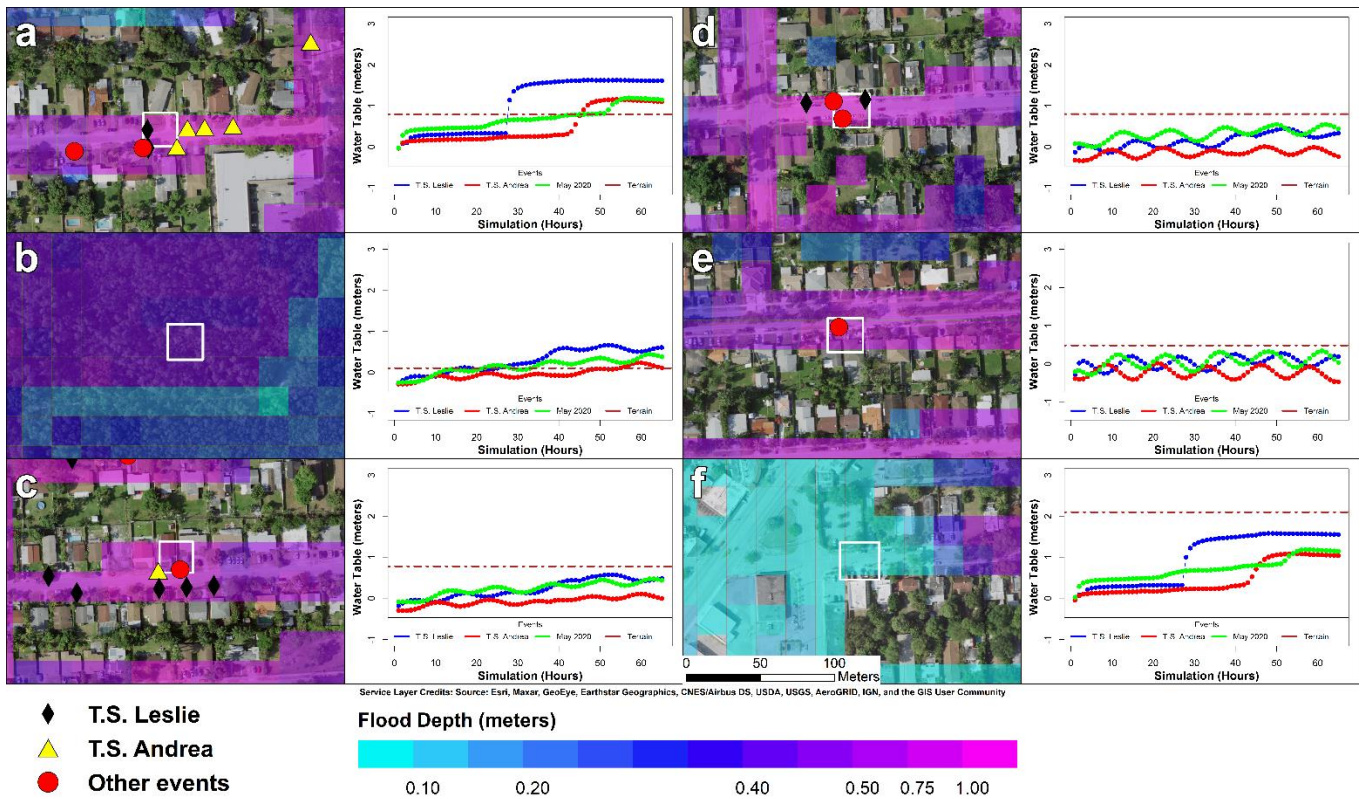 a
Water Table (meters)
3
2
1
0
-1
Events
T.S. Leslie
T.S. Andrea
May 2020
Terrain
0 10 20 30 40 50 60
Simulation (Hours)
d
Water Table (meters)
3
2
1
0
-1
Events
T.S. Leslie
T.S. Andrea
May 2020
Terrain
0 10 20 30 40 50 60
Simulation (Hours)
b
Water Table (meters)
3
2
1
0
-1
Events
T.S. Leslie
T.S. Andrea
May 2020
Terrain
0 10 20 30 40 50 60
Simulation (Hours)
e
Water Table (meters)
3
2
1
0
-1
Events
T.S. Leslie
T.S. Andrea
May 2020
Terrain
0 10 20 30 40 50 60
Simulation (Hours)
c
Water Table (meters)
3
2
1
0
-1
Events
T.S. Leslie
T.S. Andrea
May 2020
Terrain
0 10 20 30 40 50 60
Simulation (Hours)
f
0 50 100
Meters
Water Table (meters)
3
2
1
0
-1
Events
T.S. Leslie
T.S. Andrea
May 2020
Terrain
0 10 20 30 40 50 60
Simulation (Hours)
Service Layer Credits: Source: Esri, Maxar, GeoEye, Earthstar Geographics, CNES/Airbus DS, USDA, USGS, AeroGRID, IGN, and the GIS User Community
T.S. Leslie
T.S. Andrea
Other events
Flood Depth (meters)
0.10 0.20 0.40 0.50 0.75 1.00